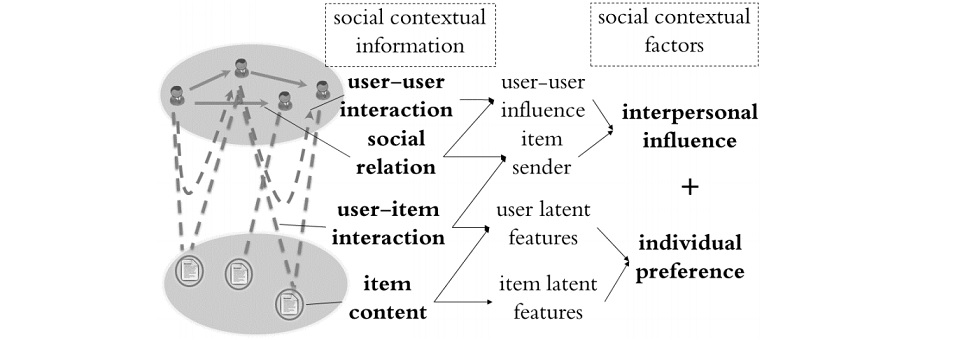 social contextual
information
social contextual
factors
user–user
interaction
social
relation
user–item
interaction
item
content
user–user
influence
item
sender
user latent
features
item latent
features
interpersonal
influence
+
individual
preference